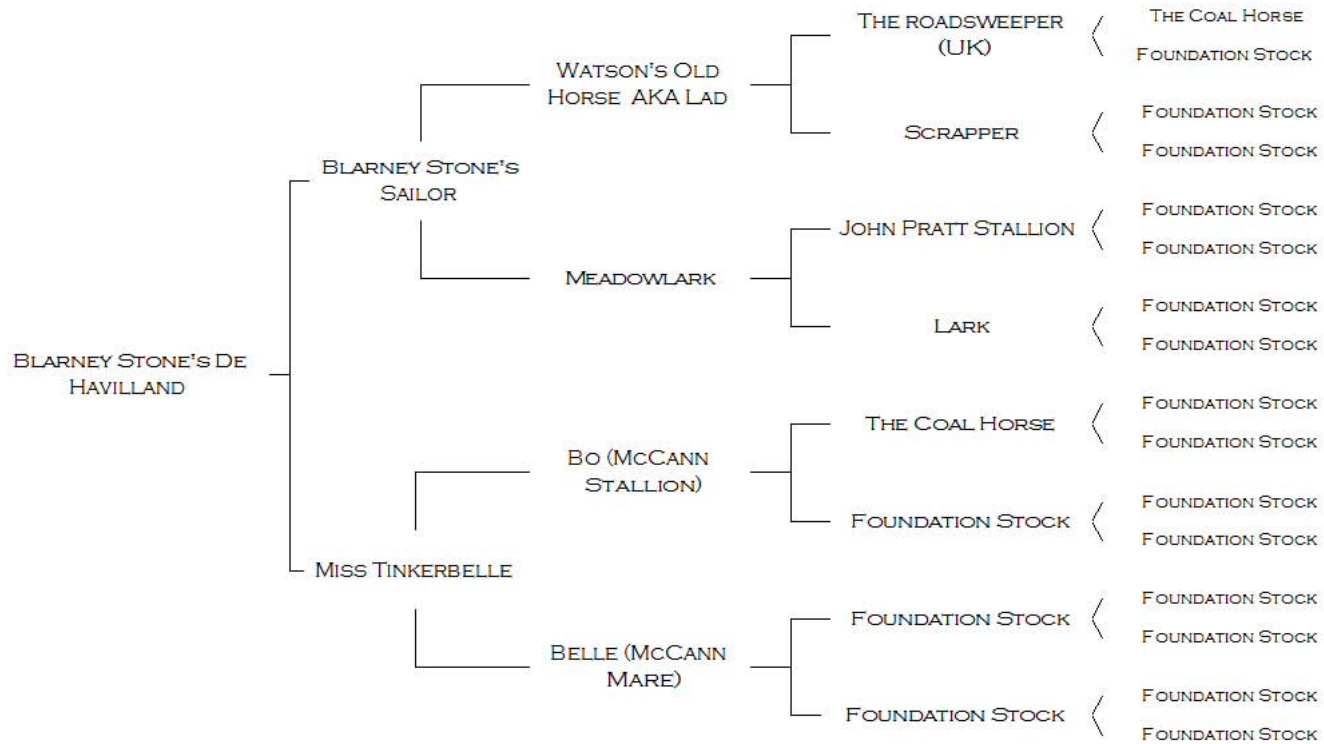 The Coal Horse
The roadsweeper
(UK)
Foundation Stock
Watson's Old
Horse AKA Lad
Foundation Stock
Scrapper
Foundation Stock
Blarney Stone's
Sailor
Foundation Stock
John Pratt Stallion
Foundation Stock
Meadowlark
Foundation Stock
Lark
Foundation Stock
Blarney Stone's De
Havilland
Foundation Stock
The Coal Horse
Foundation Stock
Bo (McCann
Stallion)
Foundation Stock
Foundation Stock
Foundation Stock
Miss Tinkerbelle
Foundation Stock
Foundation Stock
Foundation Stock
Belle (McCann
Mare)
Foundation Stock
Foundation Stock
Foundation Stock